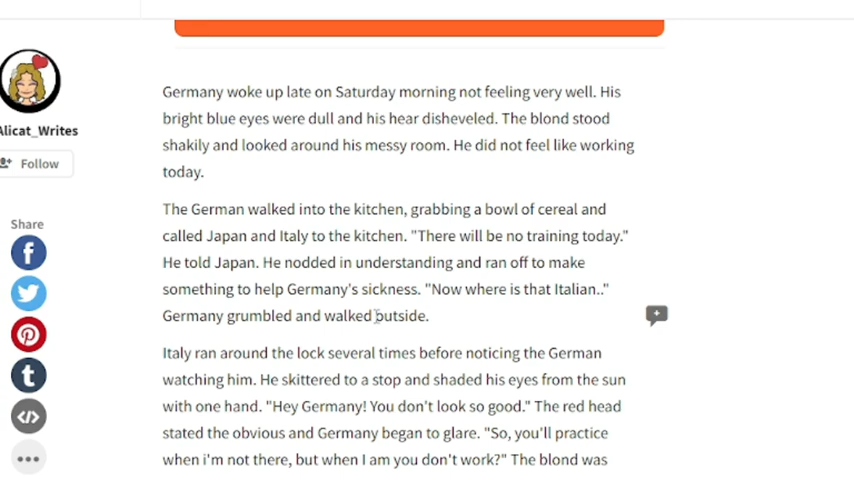 Germany woke up late on Saturday morning not feeling very well. His
bright blue eyes were dull and his hear disheveled. The blond stood
shakily and looked around his messy room. He did not feel like working
today.
The German walked into the kitchen, grabbing a bowl of cereal and
called Japan and Italy to the kitchen. "There will be no training today."
He told Japan. He nodded in understanding and ran off to make
something to help Germany's sickness. "Now where is that Italian.."
Germany grumbled and walked outside.
Italy ran around the lock several times before noticing the German
watching him. He skittered to a stop and shaded his eyes from the sun
with one hand. "Hey Germany! You don't look so good." The red head
stated the obvious and Germany began to glare. "So, you'll practice
when i'm not there, but when I am you don't work?" The blond was
Alicat_Writes
Follow
Share